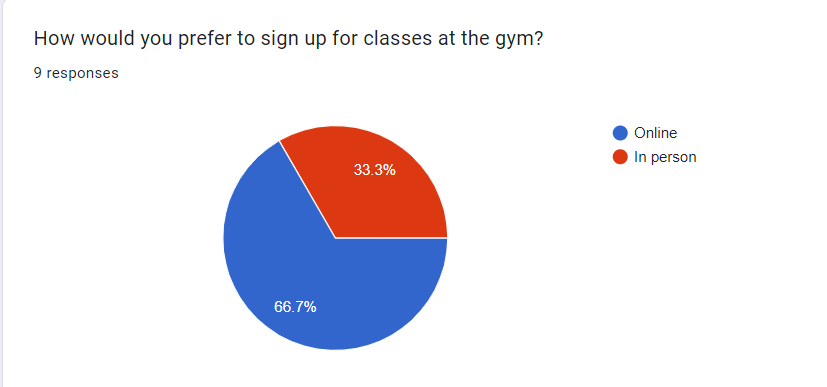 How would you prefer to sign up for classes at the gym?
9 responses
Online
In person
33.3%
66.7%